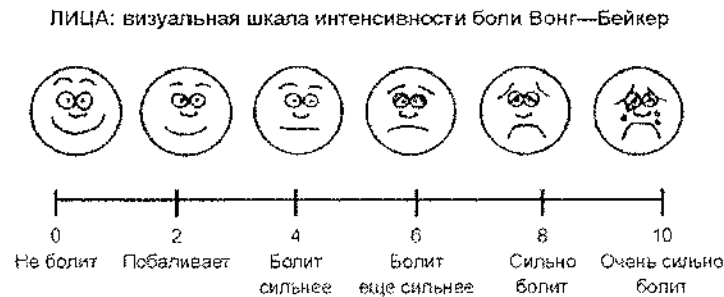 ЛИЦА: визуальная шкала интенсивности боли Вонг—Бейкер
0 2 4 6 8 10
Не болит Побаливает Болит Болит Сильно Очень сильно
сильнее еще сильнее болит болит